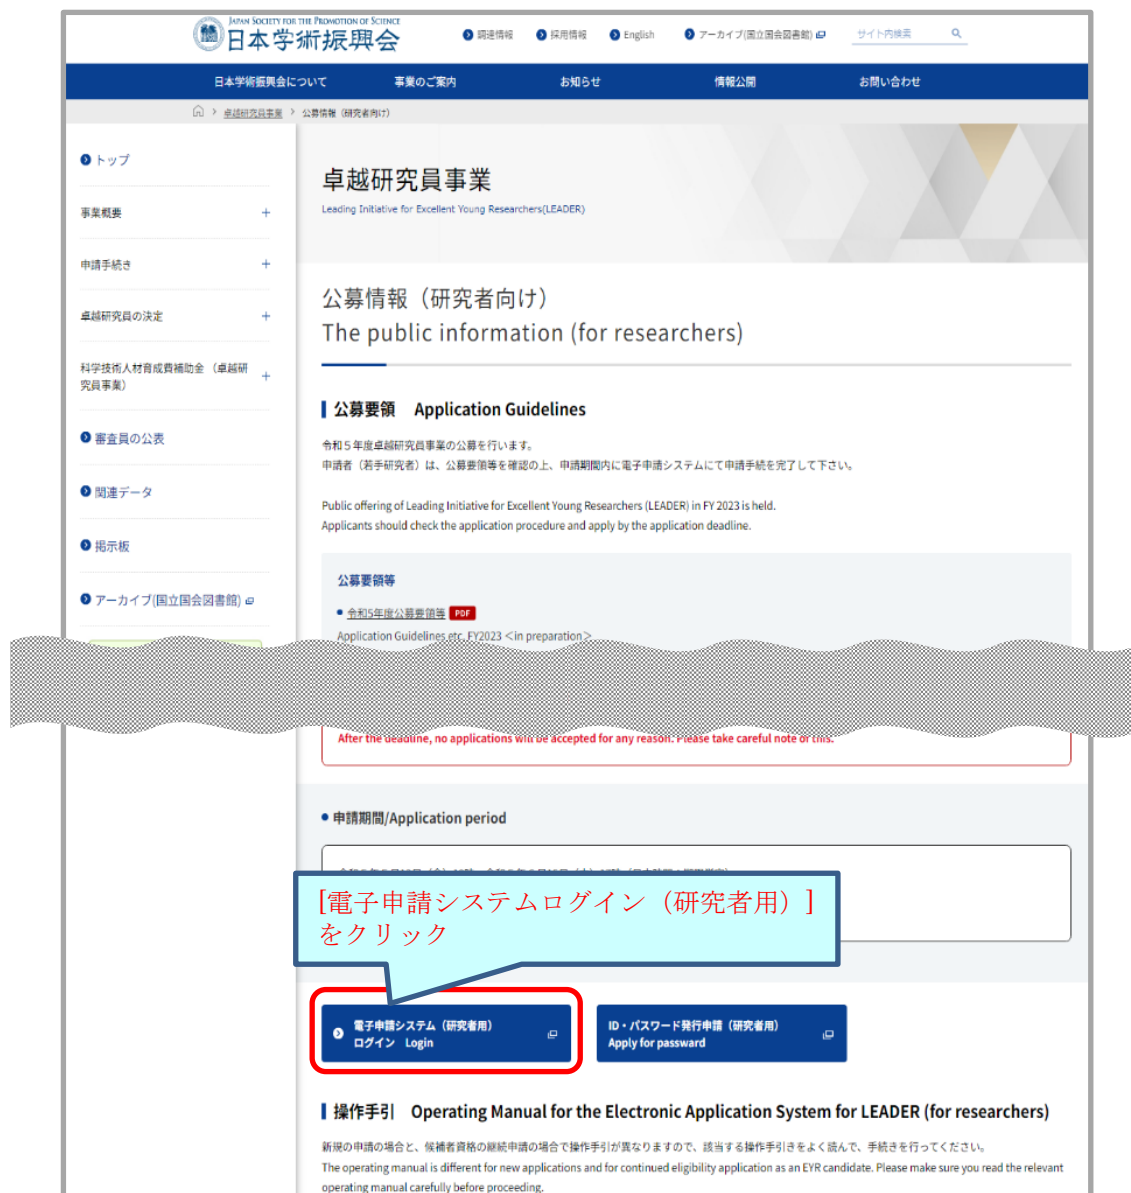 JAPAN SOCIETY FOR THE PROMOTION OF SCIENCE
日本学術振興会
調達情報 採用情報 English アーカイブ(国立国会図書館) サイト内検索
日本学術振興会について 事業のご案内 お知らせ 情報公開 お問い合わせ
卓越研究員事業 > 公募情報（研究者向け）
トップ
事業概要 +
申請手続き +
卓越研究員の決定 +
科学技術人材育成費補助金 （卓越研
究員事業） +
審査員の公表
関連データ
掲示板
アーカイブ(国立国会図書館)
卓越研究員事業
Leading Initiative for Excellent Young Researchers(LEADER)
公募情報（研究者向け）
The public information (for researchers)
公募要領 Application Guidelines
令和５年度卓越研究員事業の公募を行います。
申請者（若手研究者）は、公募要領等を確認の上、申請期間内に電子申請システムにて申請手続を完了して下さい。
Public offering of Leading Initiative for Excellent Young Researchers (LEADER) in FY 2023 is held.
Applicants should check the application procedure and apply by the application deadline.
公募要領等
令和5年度公募要領等 PDF
Application Guidelines etc. FY2023 ＜in preparation＞
After the deadline, no applications will be accepted for any reason. Please take careful note of this.
申請期間/Application period
[電子申請システムログイン（研究者用）]
をクリック
電子申請システム（研究者用）
ログイン Login
ID・パスワード発行申請（研究者用）
Apply for passward
操作手引 Operating Manual for the Electronic Application System for LEADER (for researchers)
新規の申請の場合と、候補者資格の継続申請の場合で操作手引が異なりますので、該当する操作手引きをよく読んで、手続きを行ってください。
The operating manual is different for new applications and for continued eligibility application as an EYR candidate. Please make sure you read the relevant
operating manual carefully before proceeding.